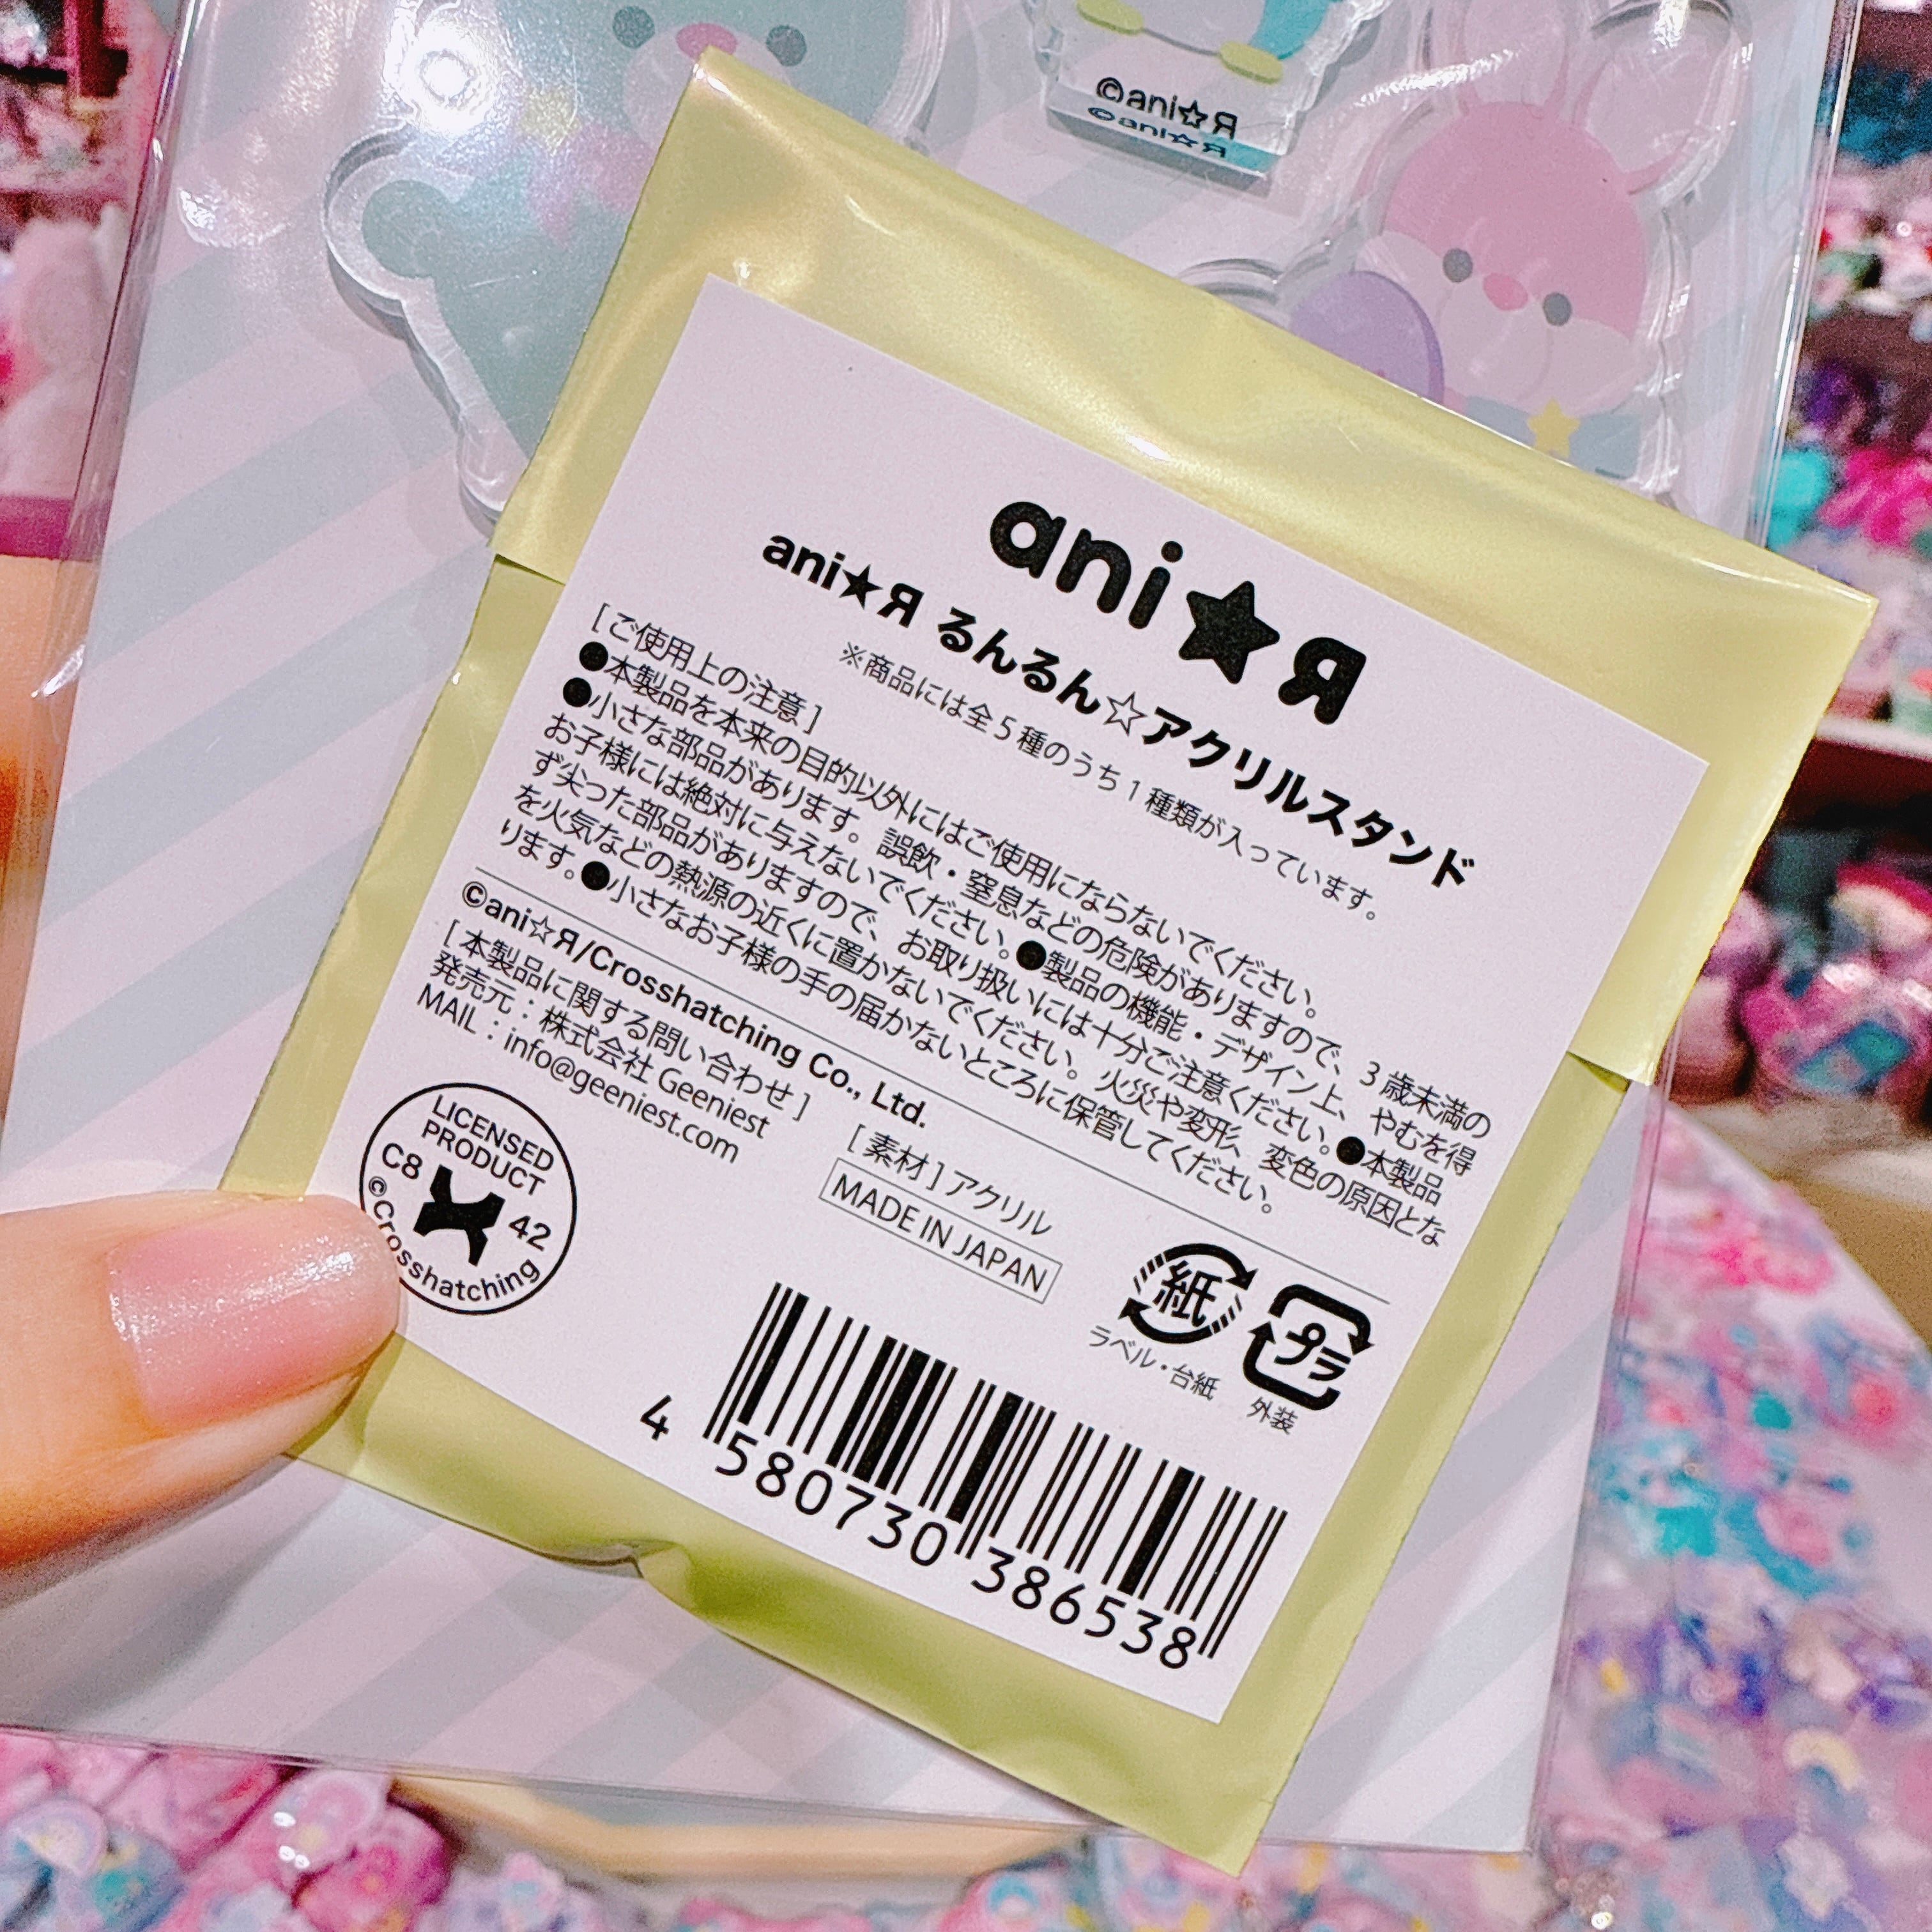 ©ani☆Я
©ani☆Я
ani★Я
ani★Я るんるん☆アクリルスタンド
※商品には全5種のうち1種類が入っています。
[ご使用上の注意]
●本製品を本来の目的以外にはご使用にならないでください。
●小さな部品があります。誤飲・窒息などの危険がありますので、3歳未満の
お子様には絶対に与えないでください。●製品の機能・デザイン上、やむを得
ず尖った部品がありますので、お取り扱いには十分ご注意ください。●本製品
を火気などの熱源の近くに置かないでください。火災や変形、変色の原因とな
ります。●小さなお子様の手の届かないところに保管してください。
©ani☆Я/Crosshatching Co., Ltd.
[本製品に関する問い合わせ]
発売元：株式会社 Geeniest
MAIL：info@geeniest.com
LICENSED
PRODUCT
C8 42
©Crosshatching
[素材]アクリル
MADE IN JAPAN
紙
ラベル・台紙
プラ
外装
4 580730 386538